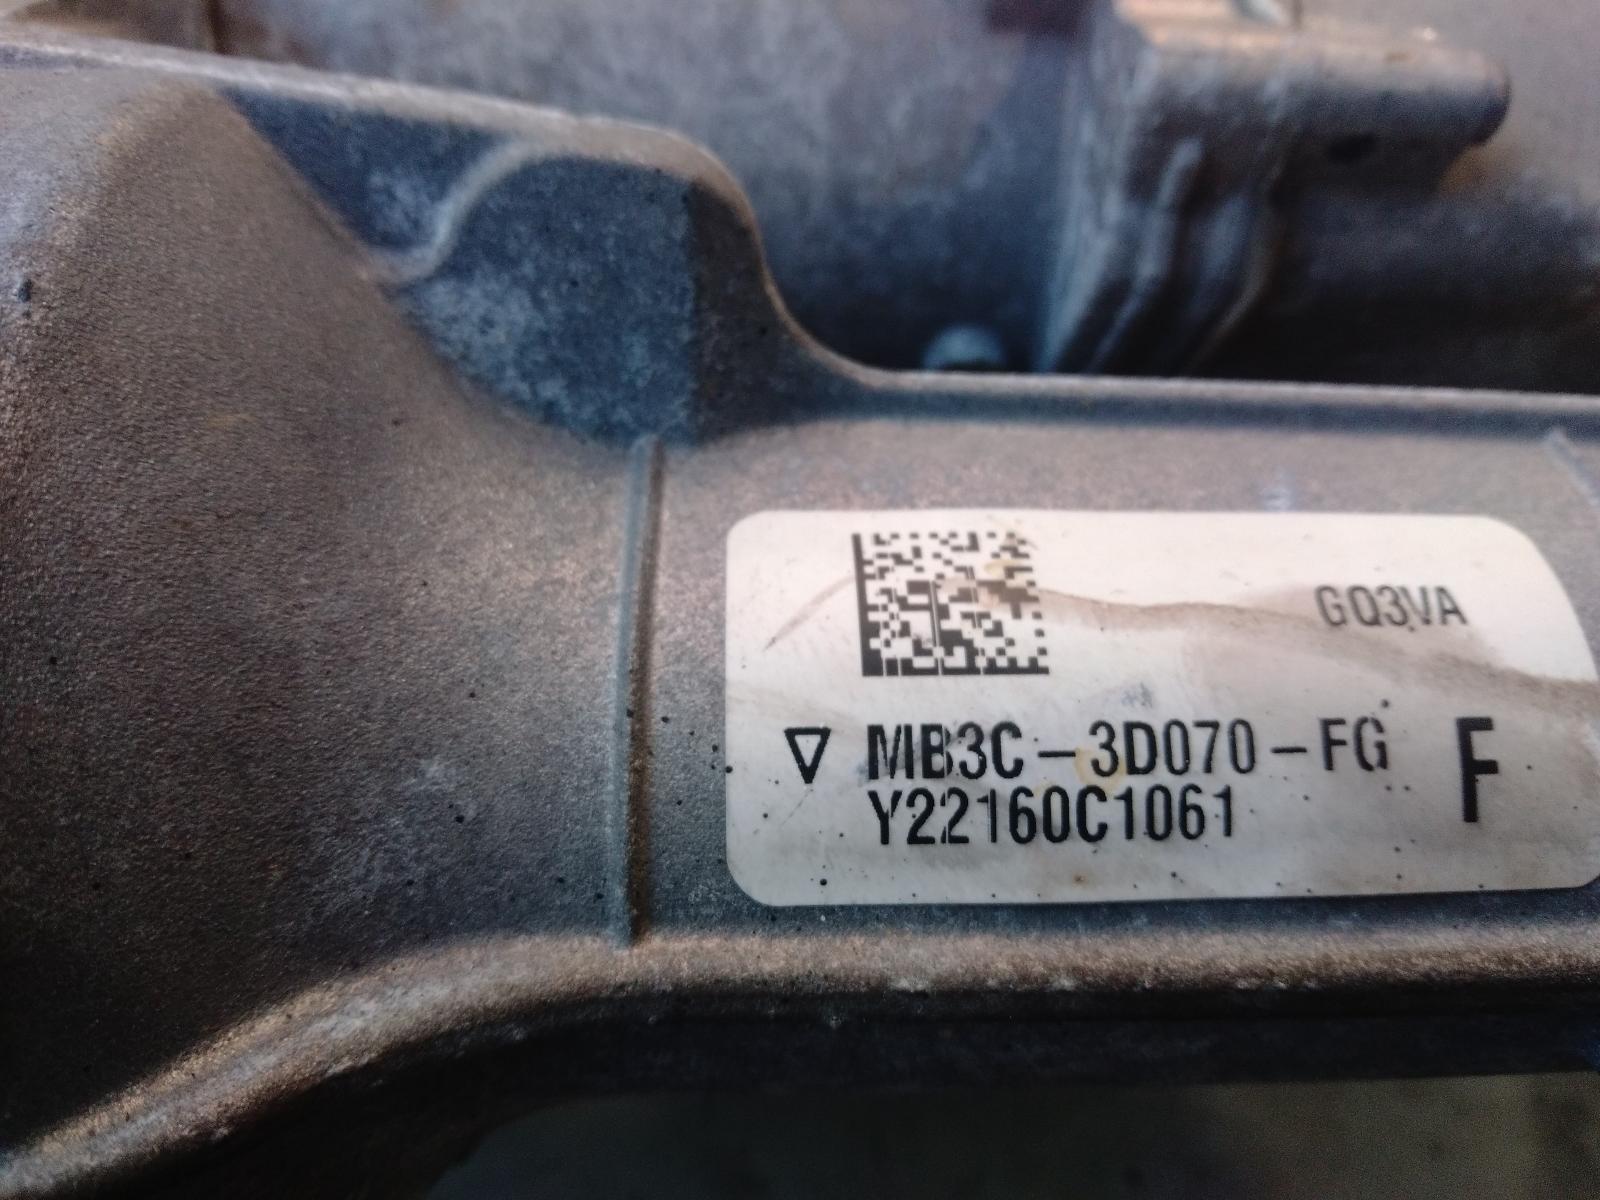 GQ3VA
▽ MB3C-3D070-FG F
Y22160C1061